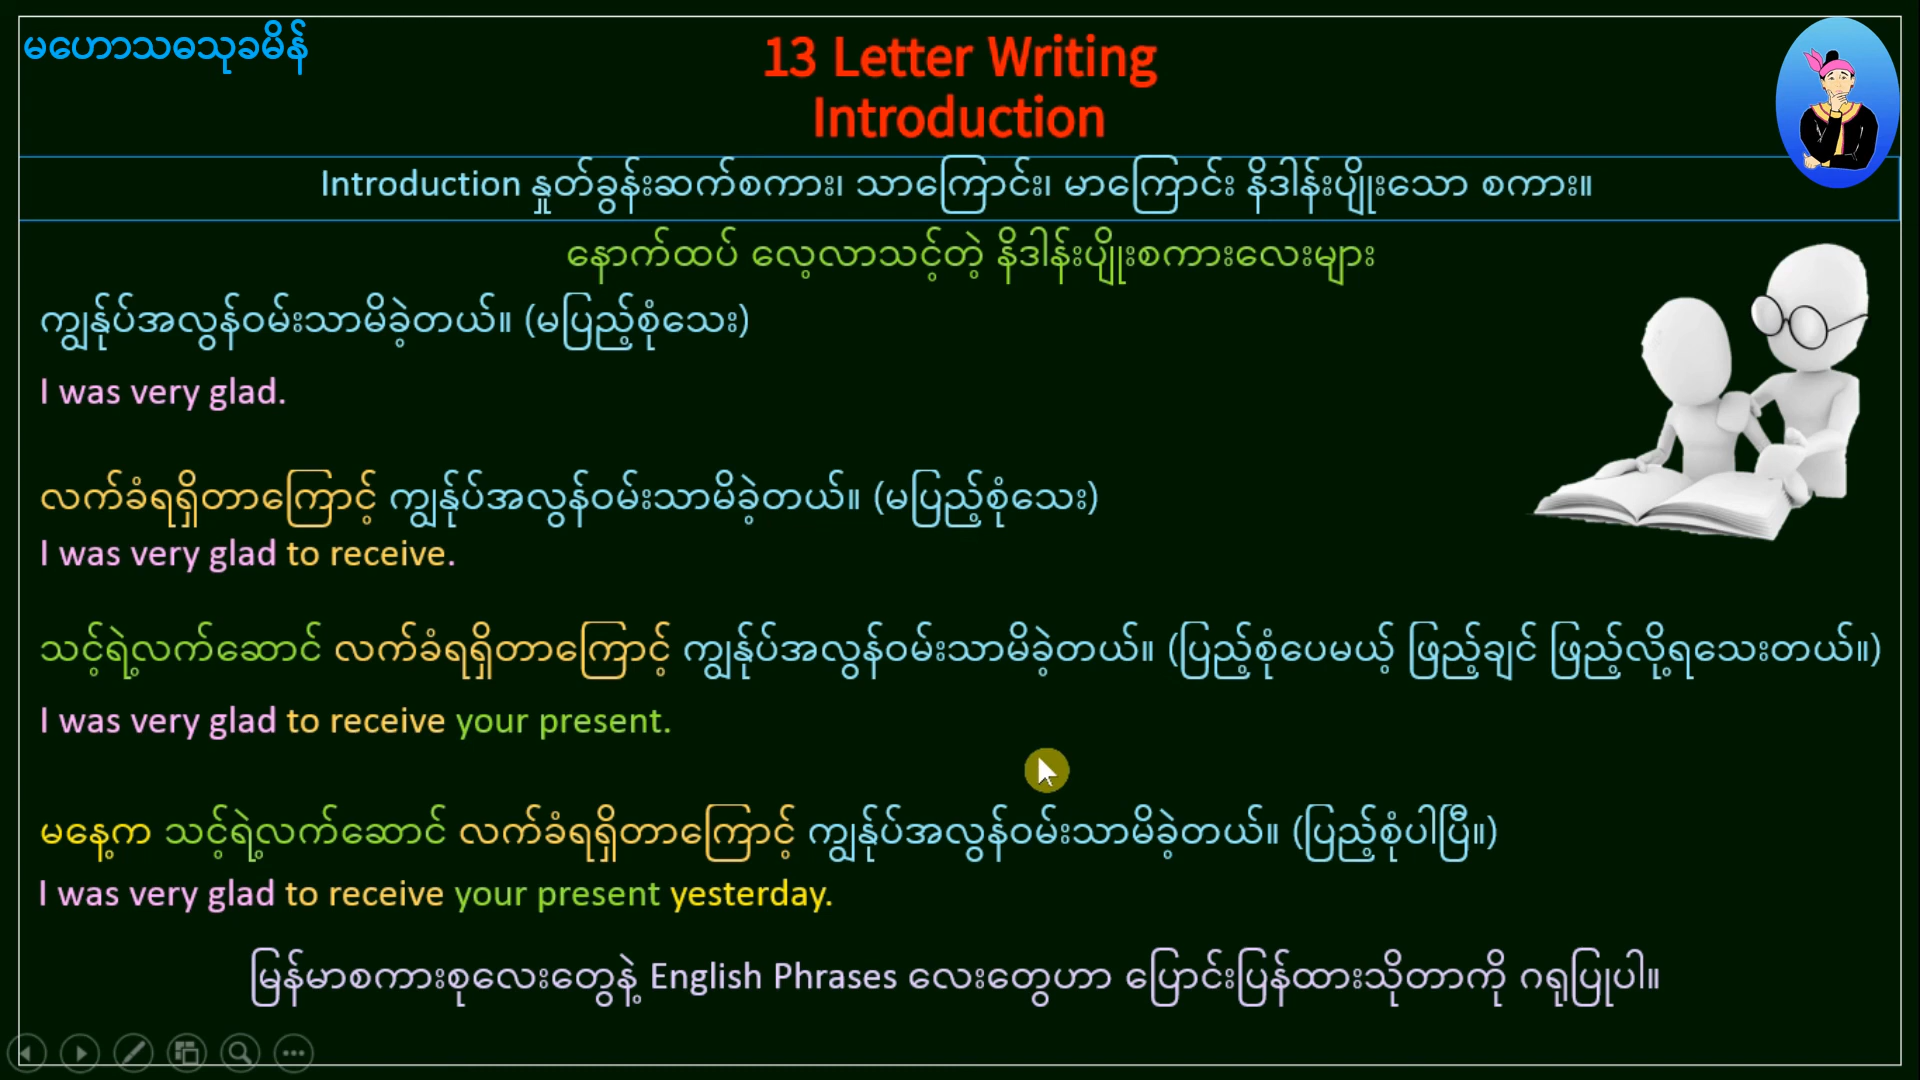 မဟောသဓသုခမိန်
13 Letter Writing
Introduction
Introduction နှုတ်ခွန်းဆက်စကား၊ သာကြောင်း၊ မာကြောင်း နိဒါန်းပျိုးသော စကား။
နောက်ထပ် လေ့လာသင့်တဲ့ နိဒါန်းပျိုးစကားလေးများ
ကျွန်ုပ်အလွန်ဝမ်းသာမိခဲ့တယ်။ (မပြည့်စုံသေး)
I was very glad.
လက်ခံရရှိတာကြောင့် ကျွန်ုပ်အလွန်ဝမ်းသာမိခဲ့တယ်။ (မပြည့်စုံသေး)
I was very glad to receive.
သင့်ရဲ့လက်ဆောင် လက်ခံရရှိတာကြောင့် ကျွန်ုပ်အလွန်ဝမ်းသာမိခဲ့တယ်။ (ပြည့်စုံပေမယ့် ဖြည့်ချင် ဖြည့်လို့ရသေးတယ်။)
I was very glad to receive your present.
မနေ့က သင့်ရဲ့လက်ဆောင် လက်ခံရရှိတာကြောင့် ကျွန်ုပ်အလွန်ဝမ်းသာမိခဲ့တယ်။ (ပြည့်စုံပါပြီ။)
I was very glad to receive your present yesterday.
မြန်မာစကားစုလေးတွေနဲ့ English Phrases လေးတွေဟာ ပြောင်းပြန်ထားသိုတာကို ဂရုပြုပါ။